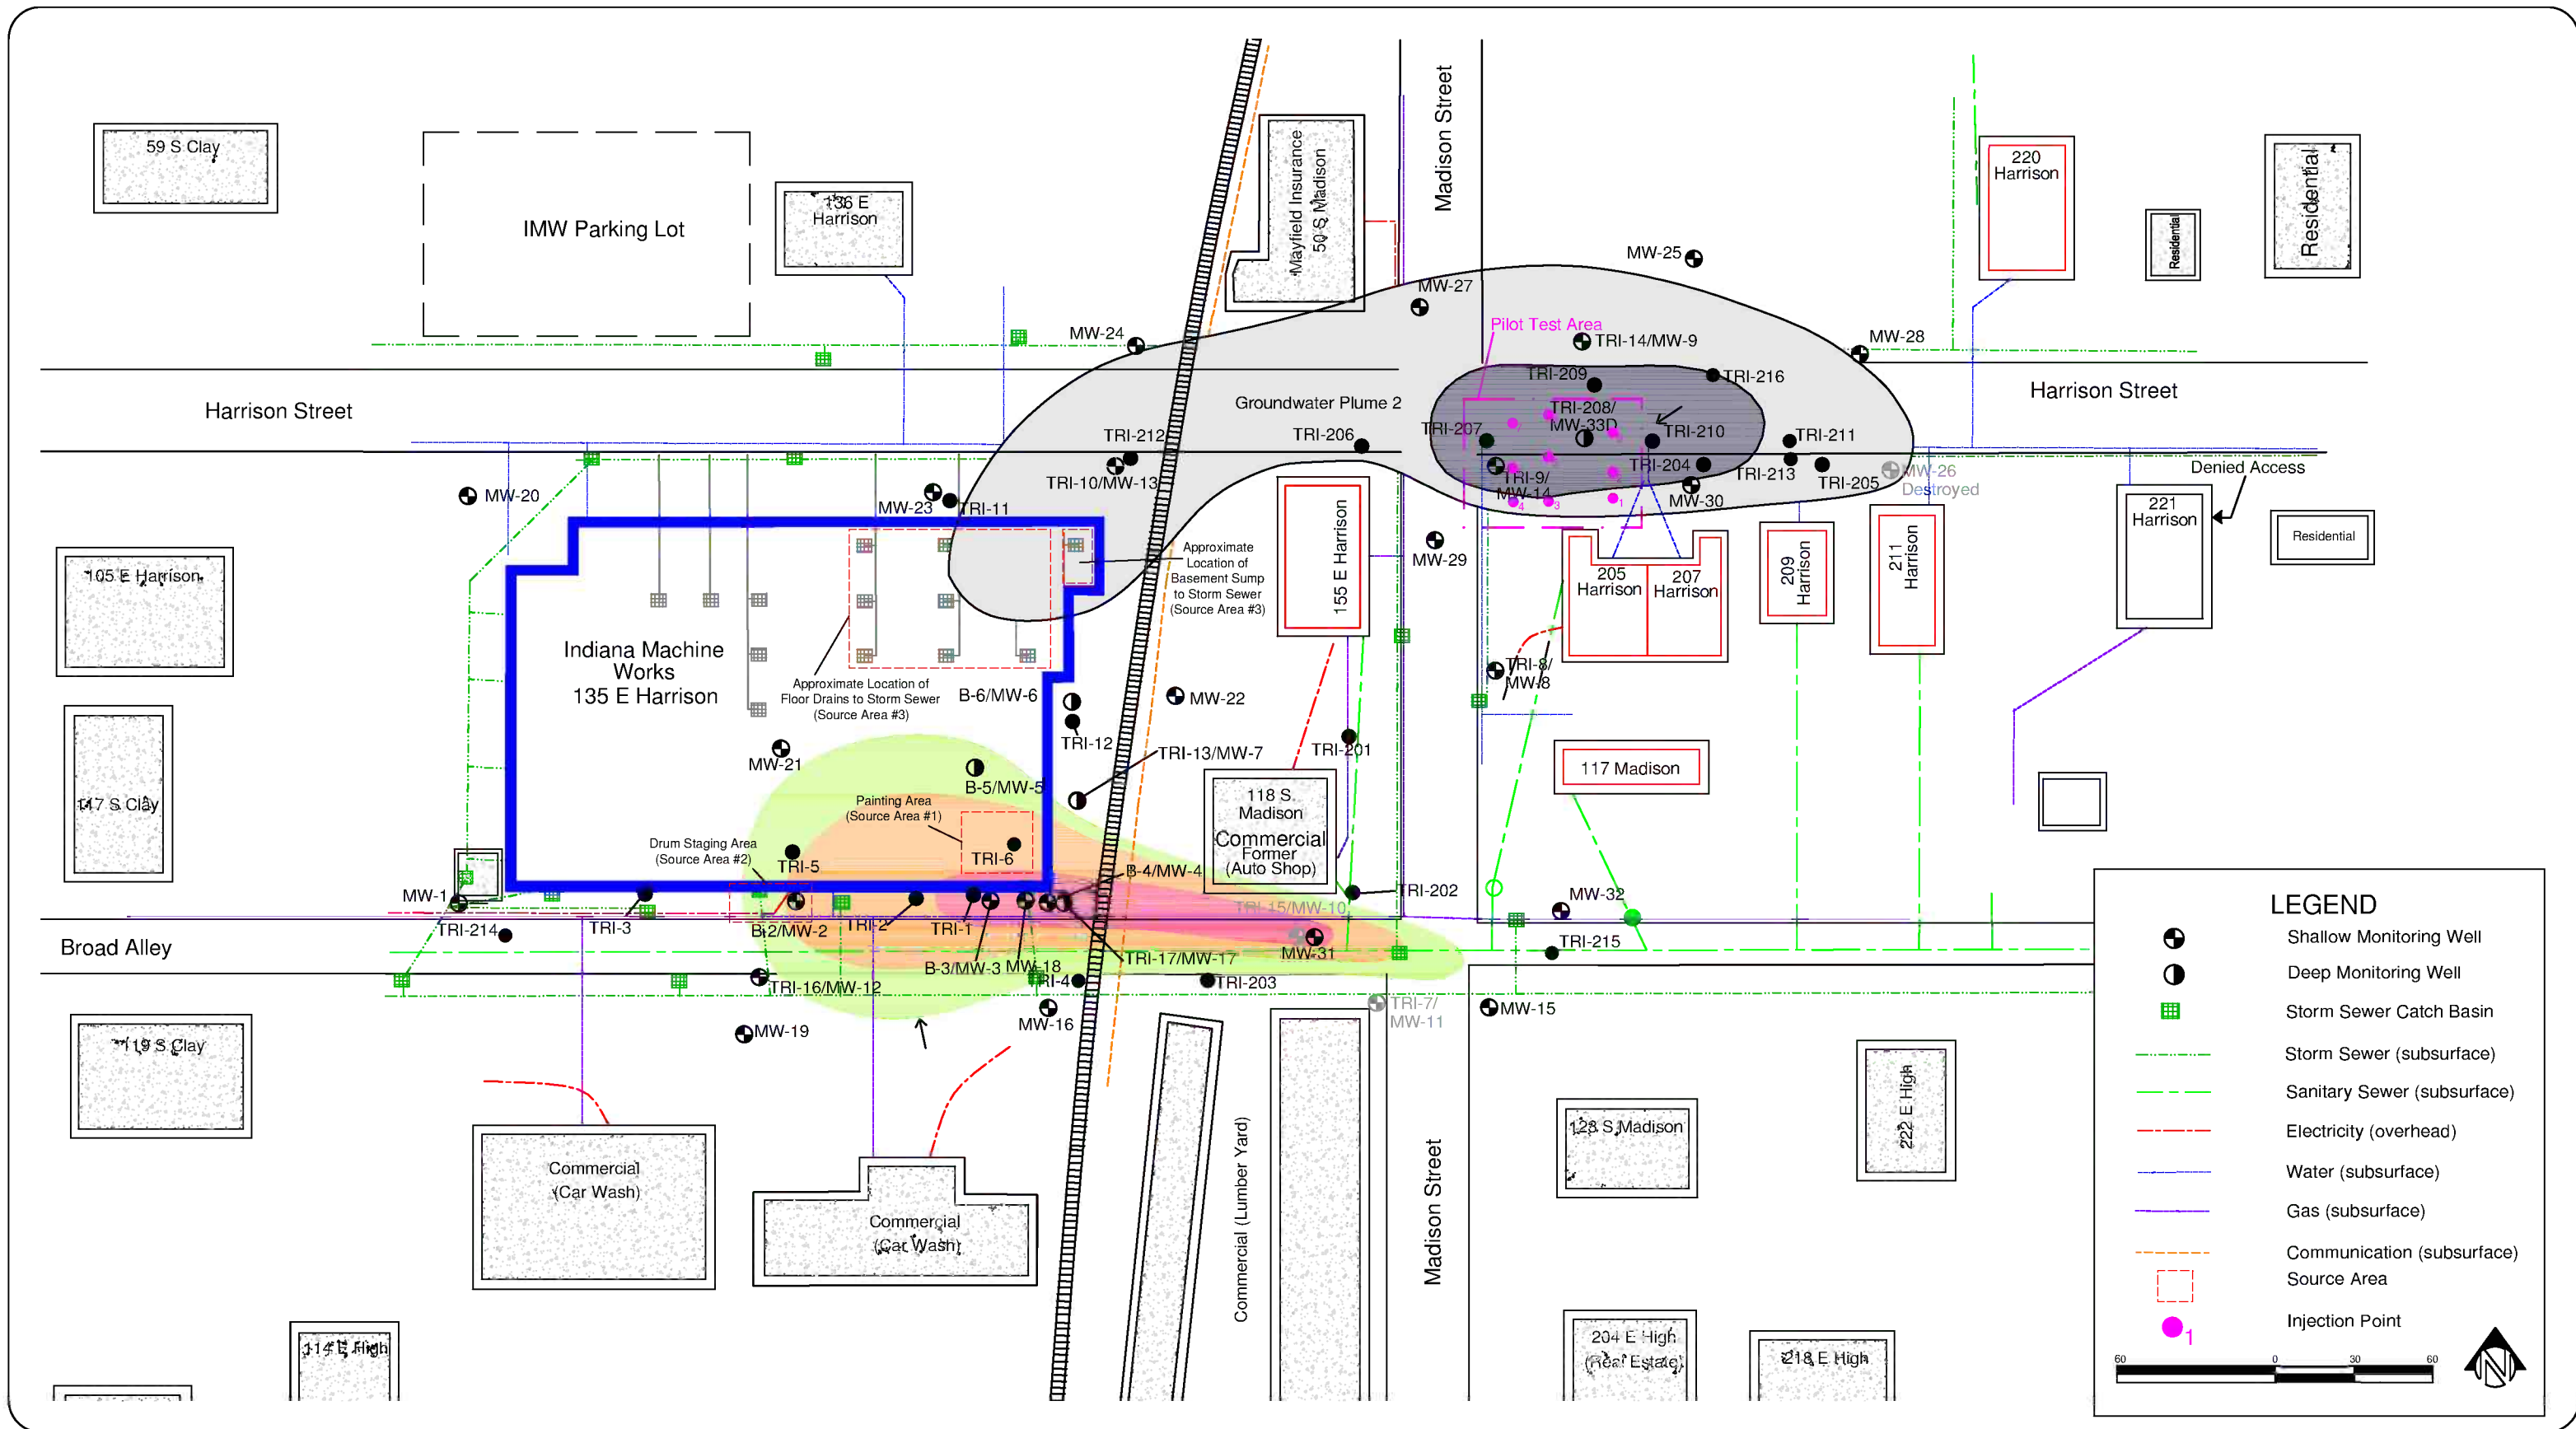 59 S Clay
IMW Parking Lot
136 E
Harrison
Mayfield Insurance
50 S Madison
Madison Street
220
Harrison
Residential
Residential
MW-25
MW-27
Pilot Test Area
MW-24
TRI-14/MW-9
MW-28
TRI-209
TRI-216
Harrison Street
Groundwater Plume 2
Harrison Street
TRI-208/
MW-33D
TRI-212
TRI-206
TRI-207
TRI-210
TRI-211
TRI-204
TRI-213
TRI-205
MW-26
Destroyed
Denied Access
TRI-10/MW-13
TRI-9/
MW-14
MW-30
MW-20
MW-23
TRI-11
4
3
1
221
Harrison
Residential
105 E Harrison
Approximate
Location of
Basement Sump
to Storm Sewer
(Source Area #3)
155 E Harrison
MW-29
205
Harrison
207
Harrison
209
Harrison
211
Harrison
Indiana Machine
Works
135 E Harrison
Approximate Location of
Floor Drains to Storm Sewer
(Source Area #3)
B-6/MW-6
MW-22
TRI-8/
MW-8
TRI-12
TRI-13/MW-7
TRI-201
MW-21
B-5/MW-5
117 Madison
117 S Clay
Painting Area
(Source Area #1)
118 S.
Madison
Commercial
Former
(Auto Shop)
Drum Staging Area
(Source Area #2)
TRI-5
TRI-6
B-4/MW-4
TRI-202
MW-1
TRI-15/MW-10
MW-32
TRI-214
TRI-3
B-2/MW-2
TRI-2
TRI-1
Broad Alley
B-3/MW-3
MW-18
TRI-17/MW-17
MW-31
TRI-215
TRI-16/MW-12
TRI-4
TRI-203
TRI-7/
MW-11
MW-15
MW-16
MW-19
119 S Clay
Commercial
(Car Wash)
Commercial
(Car Wash)
Commercial (Lumber Yard)
Madison Street
123 S Madison
222 E High
114 E High
204 E High
(Real Estate)
218 E High
LEGEND
Shallow Monitoring Well
Deep Monitoring Well
Storm Sewer Catch Basin
Storm Sewer (subsurface)
Sanitary Sewer (subsurface)
Electricity (overhead)
Water (subsurface)
Gas (subsurface)
Communication (subsurface)
Source Area
1
Injection Point
60
0
30
60
N